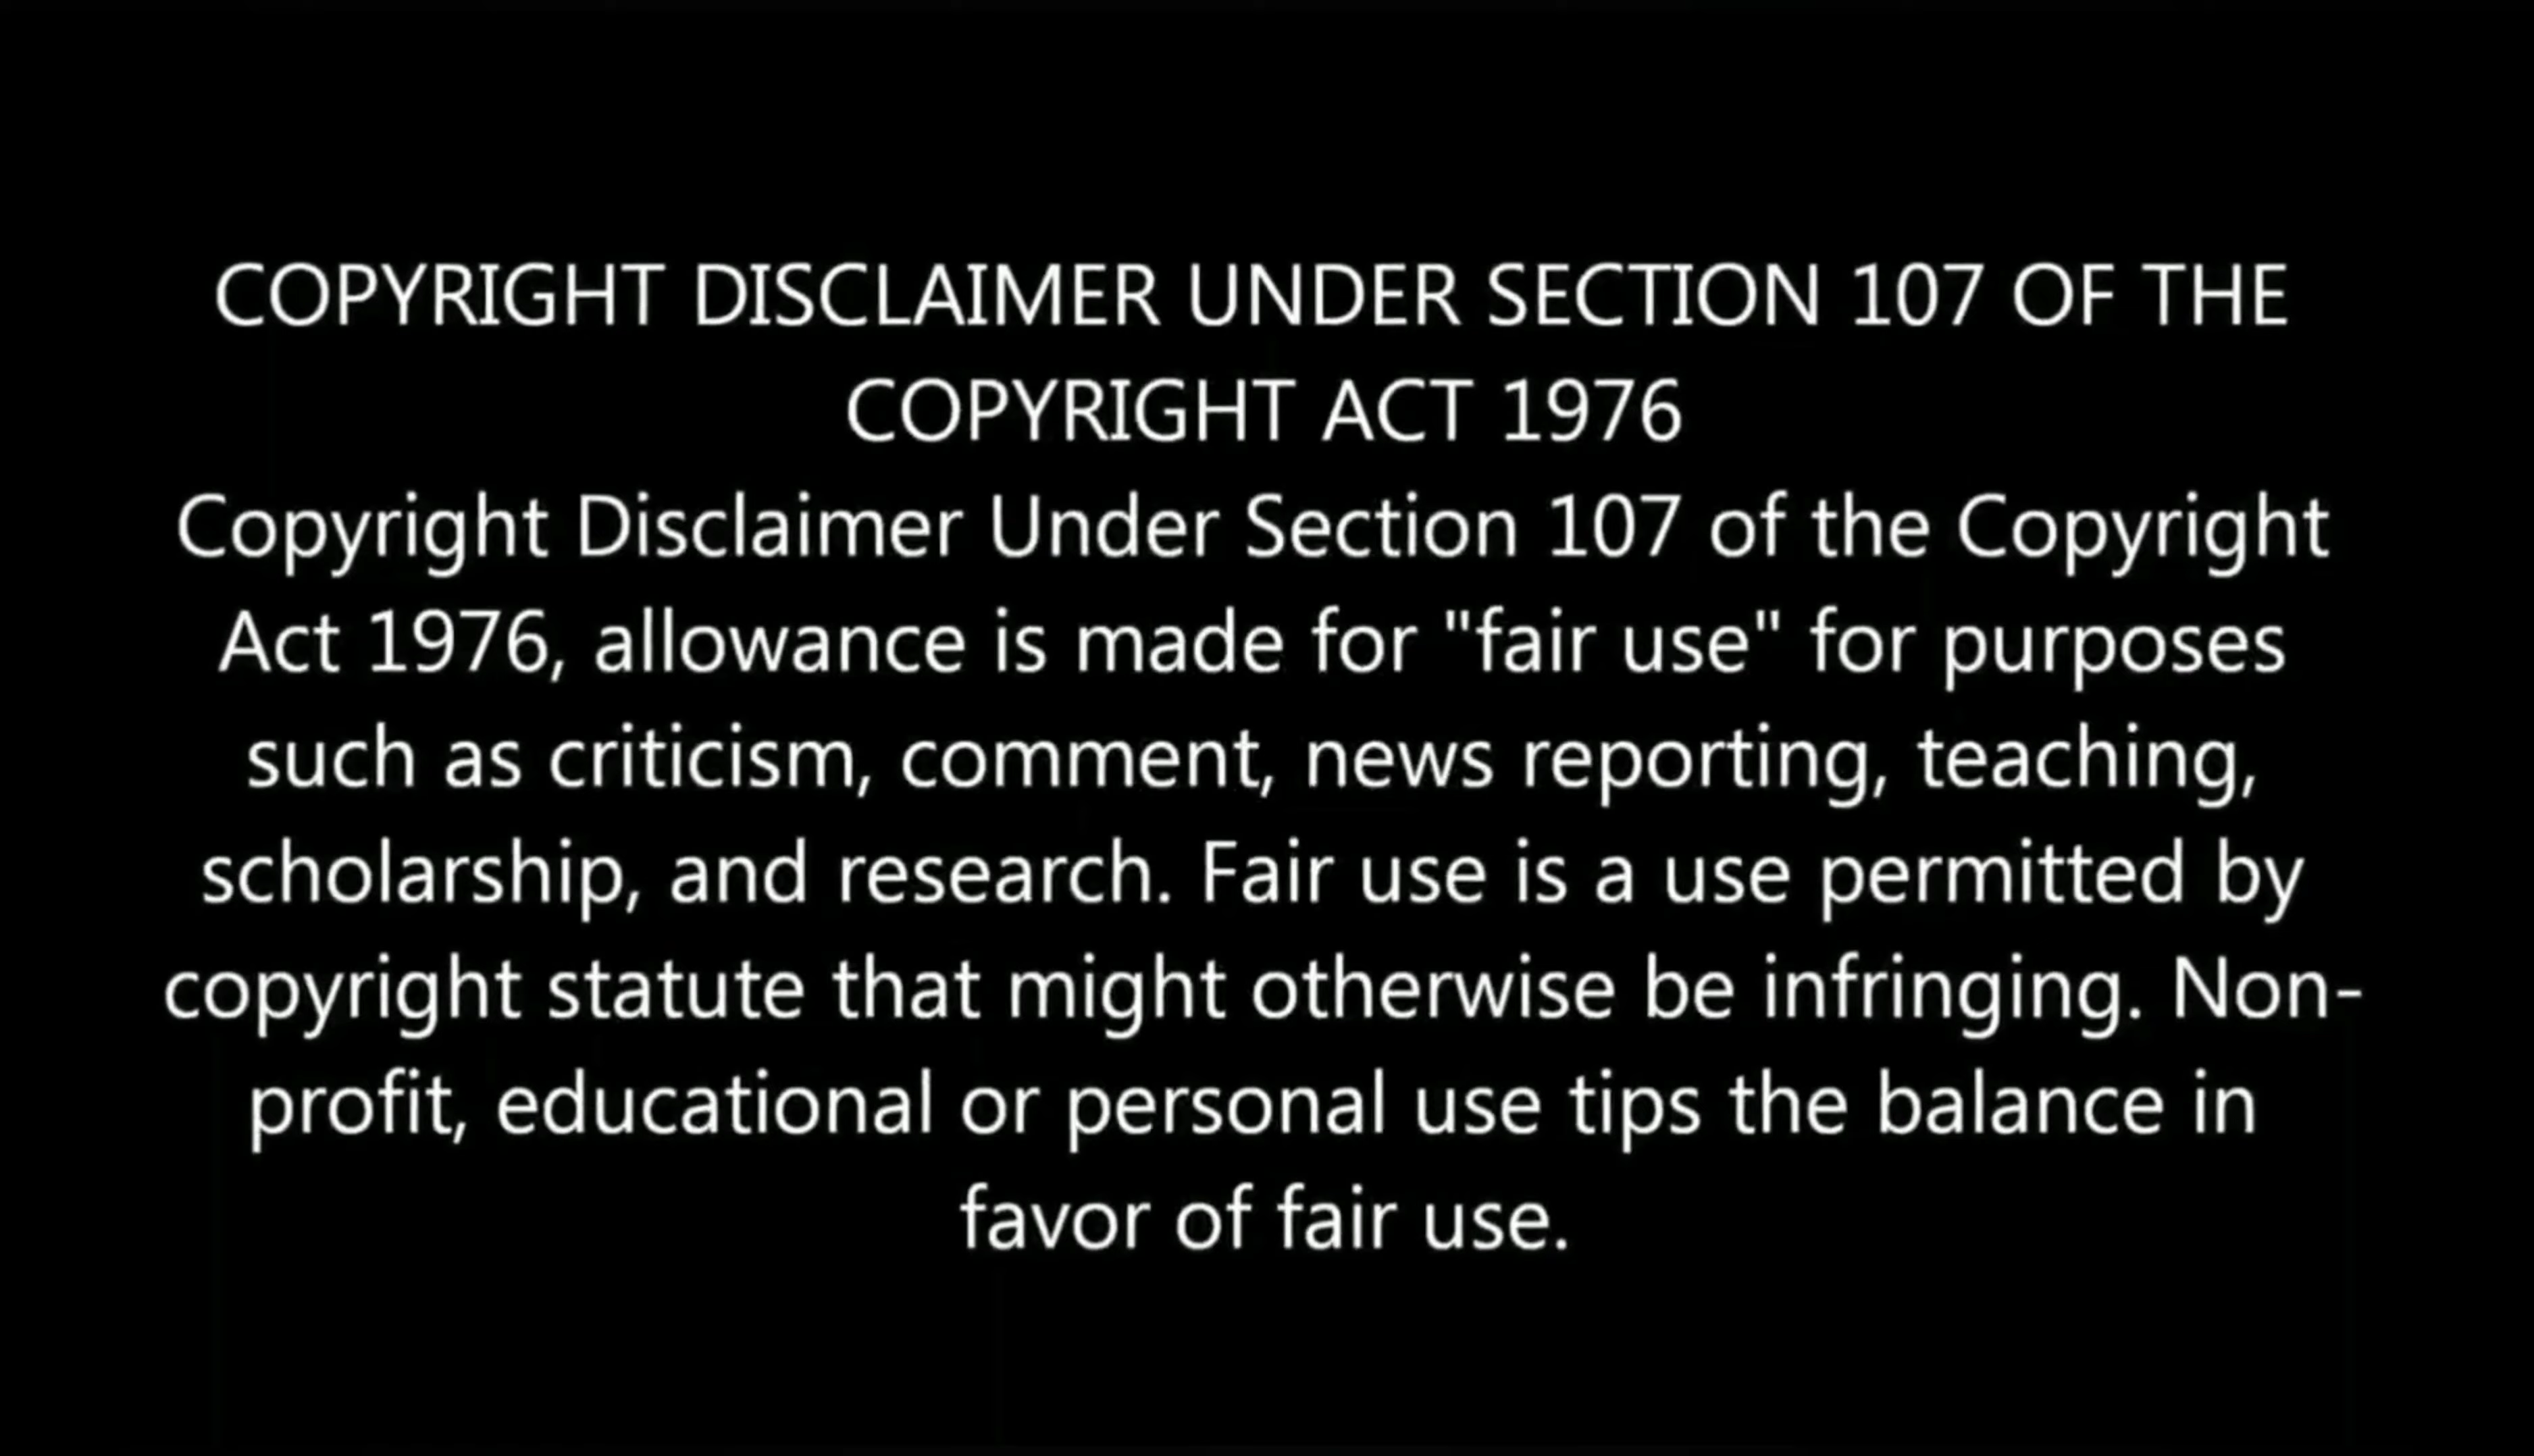 COPYRIGHT DISCLAIMER UNDER SECTION 107 OF THE
COPYRIGHT ACT 1976
Copyright Disclaimer Under Section 107 of the Copyright
Act 1976, allowance is made for "fair use" for purposes
such as criticism, comment, news reporting, teaching,
scholarship, and research. Fair use is a use permitted by
copyright statute that might otherwise be infringing. Non-
profit, educational or personal use tips the balance in
favor of fair use.